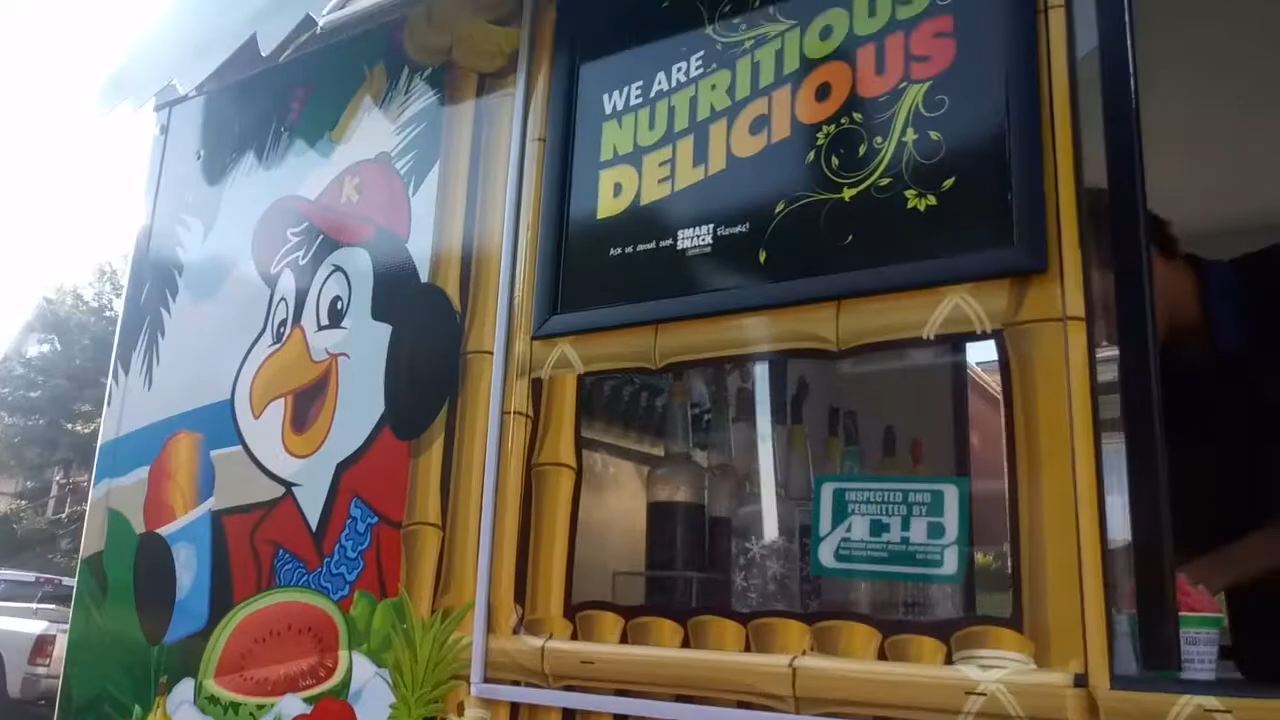 WE ARE
NUTRITIOUS
DELICIOUS
Ask us about our SMART SNACK Flavors!
K
INSPECTED AND
PERMITTED BY
ACHD